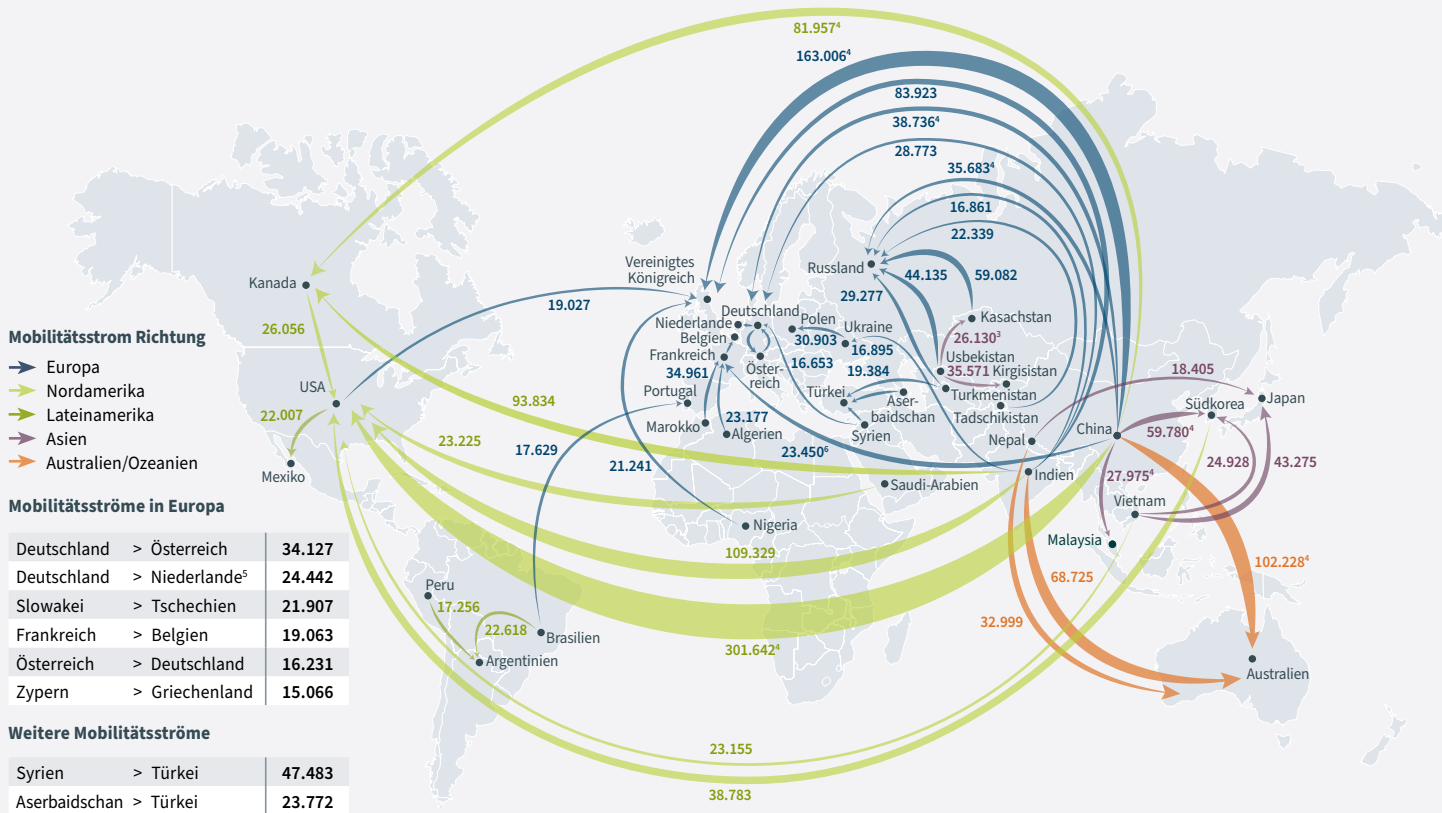 81.957⁴
163.006⁴
83.923
38.736⁴
28.773
35.683⁴
16.861
22.339
Vereinigtes
Königreich
Russland
44.135
59.082
Kanada
19.027
29.277
Deutschland
Niederlande
Polen
Kasachstan
26.056
Belgien
30.903
Ukraine
26.130³
Mobilitätsstrom Richtung
Frankreich
16.895
Usbekistan
Europa
34.961
Öster-
reich
16.653
19.384
35.571
Kirgisistan
18.405
Nordamerika
USA
Portugal
Türkei
Aser-
baidschan
Turkmenistan
Japan
Lateinamerika
22.007
93.834
23.177
Tadschikistan
Südkorea
Asien
Marokko
Algerien
Syrien
Nepal
China
59.780⁴
Australien/Ozeanien
23.225
17.629
21.241
23.450⁶
24.928
43.275
Mexiko
Saudi-Arabien
Indien
27.975⁴
Vietnam
Mobilitätsströme in Europa
Nigeria
Malaysia
Deutschland > Österreich 34.127
Deutschland > Niederlande⁵ 24.442
Slowakei > Tschechien 21.907
Frankreich > Belgien 19.063
Österreich > Deutschland 16.231
Zypern > Griechenland 15.066
109.329
102.228⁴
68.725
Peru
17.256
22.618
Brasilien
32.999
301.642⁴
Argentinien
Australien
Weitere Mobilitätsströme
Syrien > Türkei 47.483
Aserbaidschan > Türkei 23.772
23.155
38.783